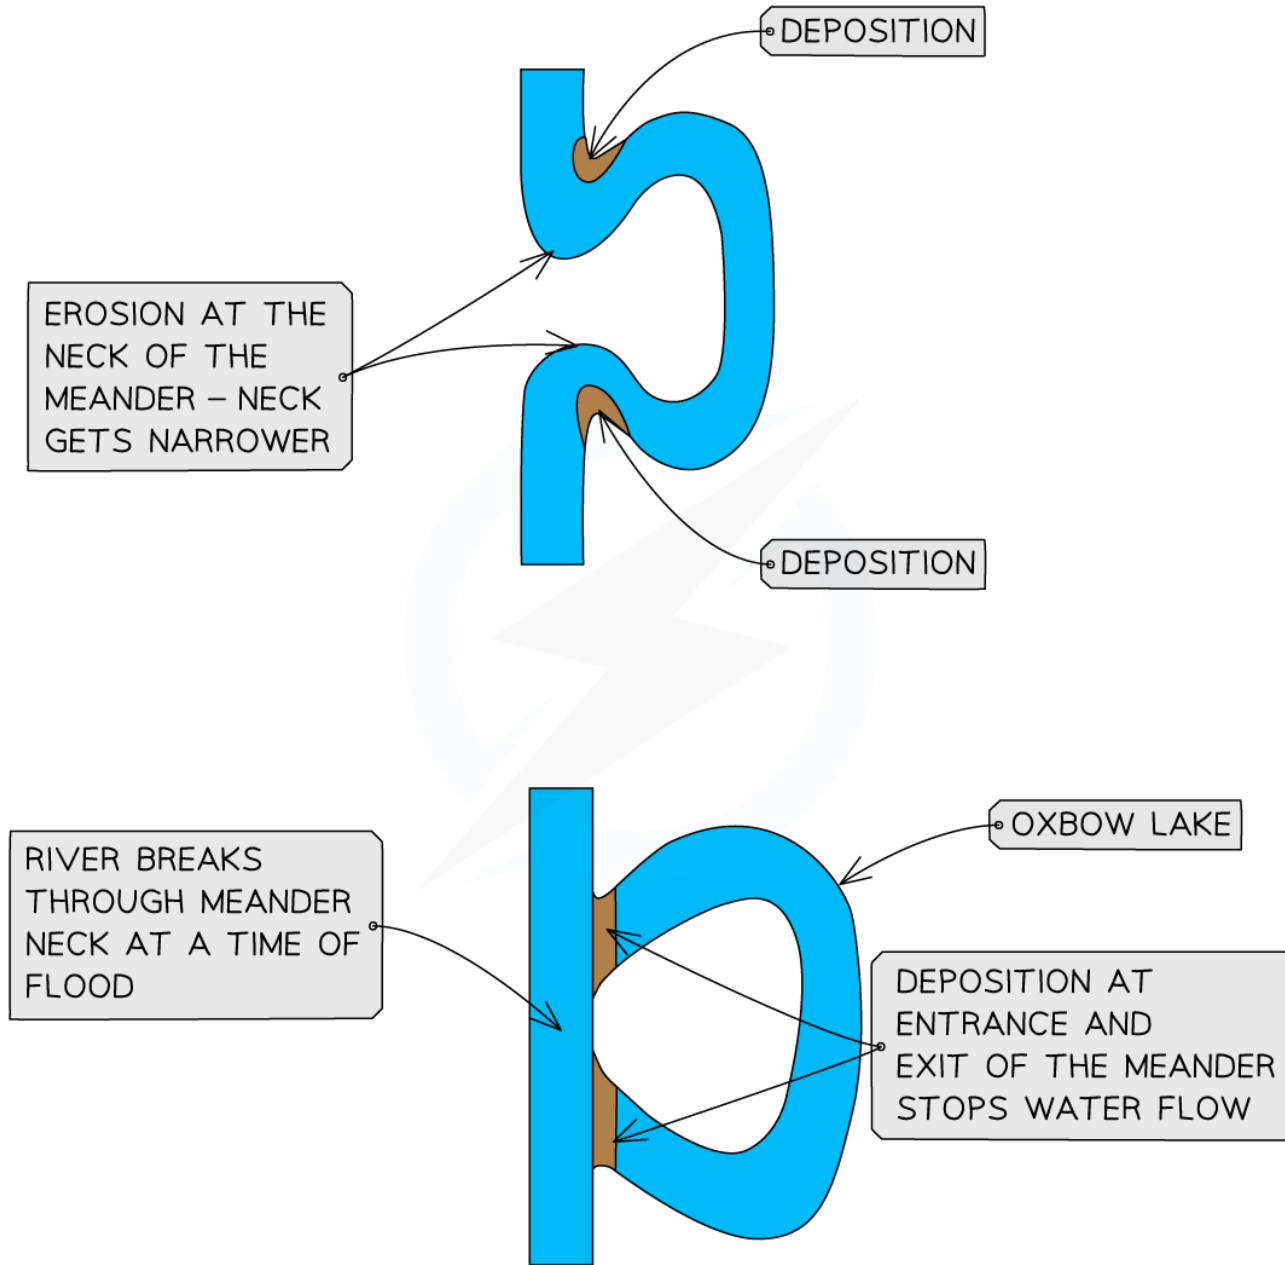 DEPOSITION
EROSION AT THE
NECK OF THE
MEANDER – NECK
GETS NARROWER
DEPOSITION
RIVER BREAKS
THROUGH MEANDER
NECK AT A TIME OF
FLOOD
OXBOW LAKE
DEPOSITION AT
ENTRANCE AND
EXIT OF THE MEANDER
STOPS WATER FLOW